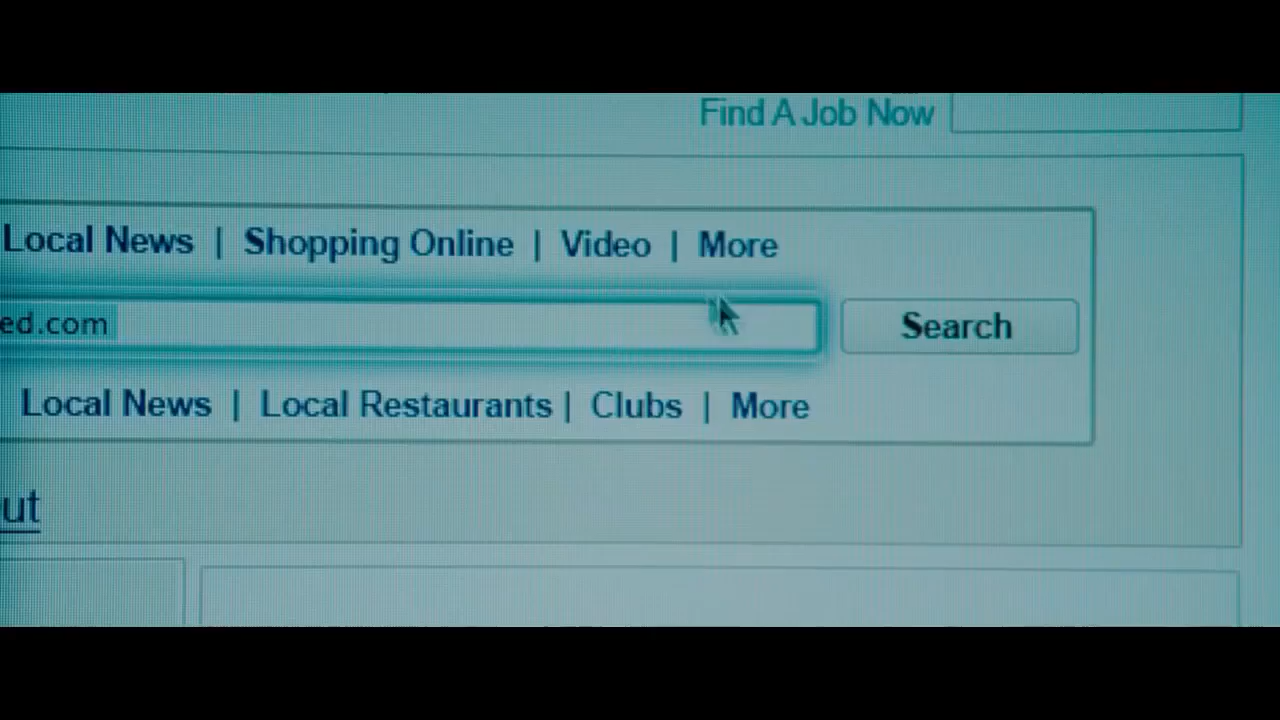 Find A Job Now
Local News | Shopping Online | Video | More
ed.com
Search
Local News | Local Restaurants | Clubs | More
ut